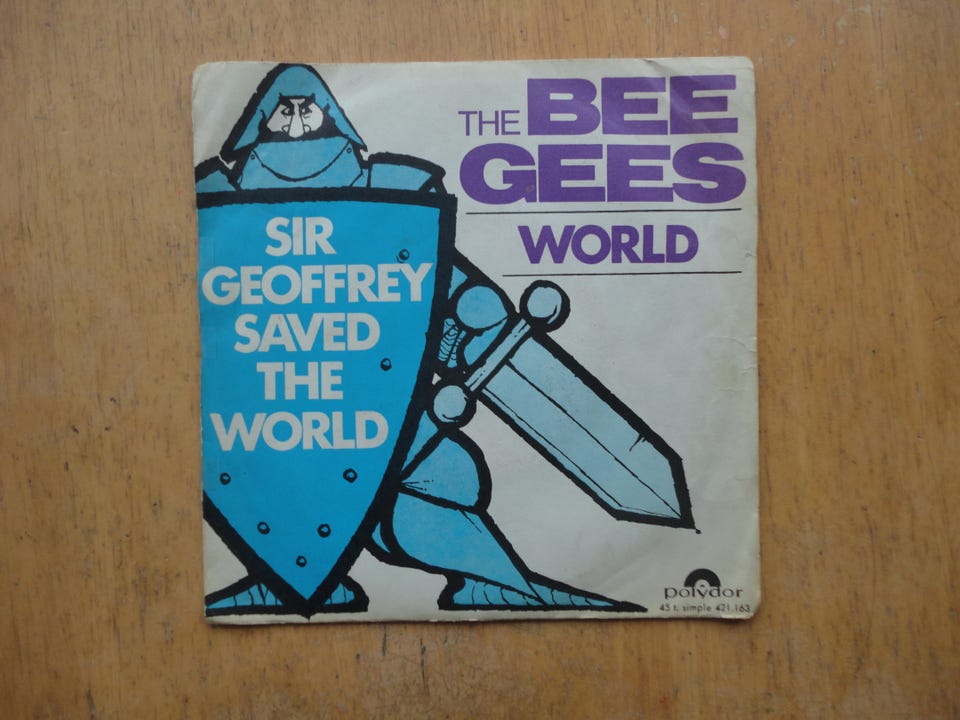 THE BEE
GEES
WORLD
SIR
GEOFFREY
SAVED
THE
WORLD
polydor
45 t. simple 421.163